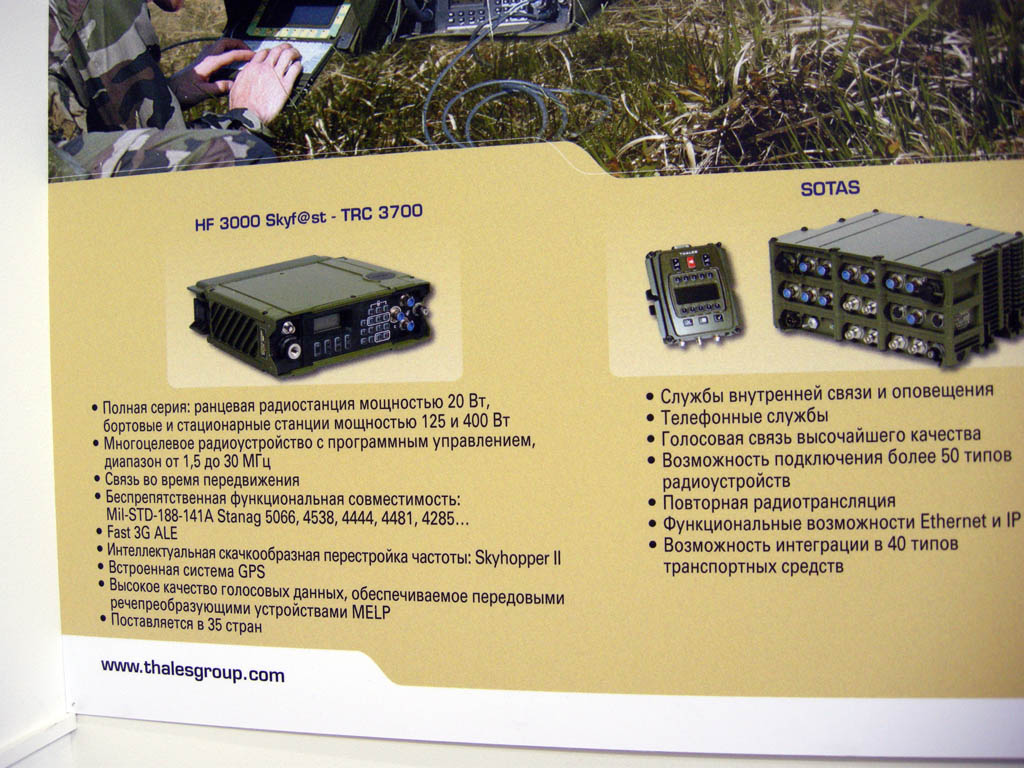 HF 3000 Skyf@st - TRC 3700
• Полная серия: ранцевая радиостанция мощностью 20 Вт,
бортовые и стационарные станции мощностью 125 и 400 Вт
• Многоцелевое радиоустройство с программным управлением,
диапазон от 1,5 до 30 МГц
• Связь во время передвижения
• Беспрепятственная функциональная совместимость:
Mil-STD-188-141A Stanag 5066, 4538, 4444, 4481, 4285...
• Fast 3G ALE
• Интеллектуальная скачкообразная перестройка частоты: Skyhopper II
• Встроенная система GPS
• Высокое качество голосовых данных, обеспечиваемое передовыми
речепреобразующими устройствами MELP
• Поставляется в 35 стран
www.thalesgroup.com
SOTAS
THALES
• Службы внутренней связи и оповещения
• Телефонные службы
• Голосовая связь высочайшего качества
• Возможность подключения более 50 типов
радиоустройств
• Повторная радиотрансляция
• Функциональные возможности Ethernet и IP
• Возможность интеграции в 40 типов
транспортных средств